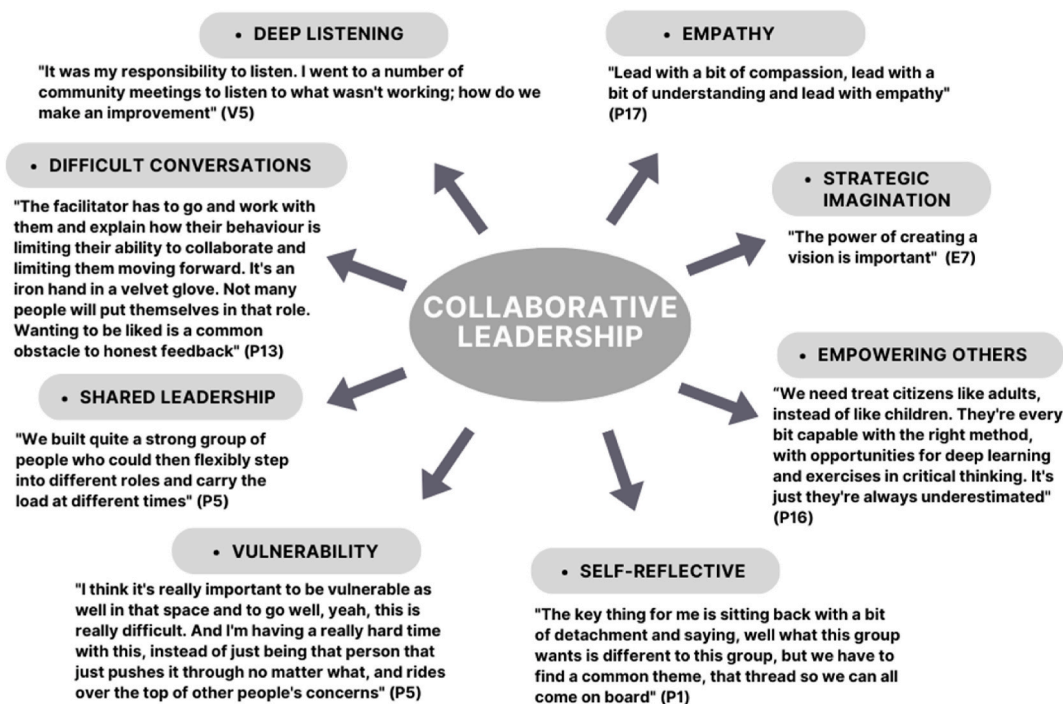 • DEEP LISTENING
"It was my responsibility to listen. I went to a number of
community meetings to listen to what wasn't working; how do we
make an improvement" (V5)
• EMPATHY
"Lead with a bit of compassion, lead with a
bit of understanding and lead with empathy"
(P17)
• DIFFICULT CONVERSATIONS
"The facilitator has to go and work with
them and explain how their behaviour is
limiting their ability to collaborate and
limiting them moving forward. It's an
iron hand in a velvet glove. Not many
people will put themselves in that role.
Wanting to be liked is a common
obstacle to honest feedback" (P13)
• STRATEGIC
IMAGINATION
"The power of creating a
vision is important" (E7)
COLLABORATIVE
LEADERSHIP
• SHARED LEADERSHIP
"We built quite a strong group of
people who could then flexibly step
into different roles and carry the
load at different times" (P5)
• EMPOWERING OTHERS
“We need treat citizens like adults,
instead of like children. They're every
bit capable with the right method,
with opportunities for deep learning
and exercises in critical thinking. It's
just they're always underestimated"
(P16)
• VULNERABILITY
"I think it's really important to be vulnerable as
well in that space and to go well, yeah, this is
really difficult. And I'm having a really hard time
with this, instead of just being that person that
just pushes it through no matter what, and rides
over the top of other people's concerns" (P5)
• SELF-REFLECTIVE
"The key thing for me is sitting back with a bit
of detachment and saying, well what this group
wants is different to this group, but we have to
find a common theme, that thread so we can all
come on board" (P1)